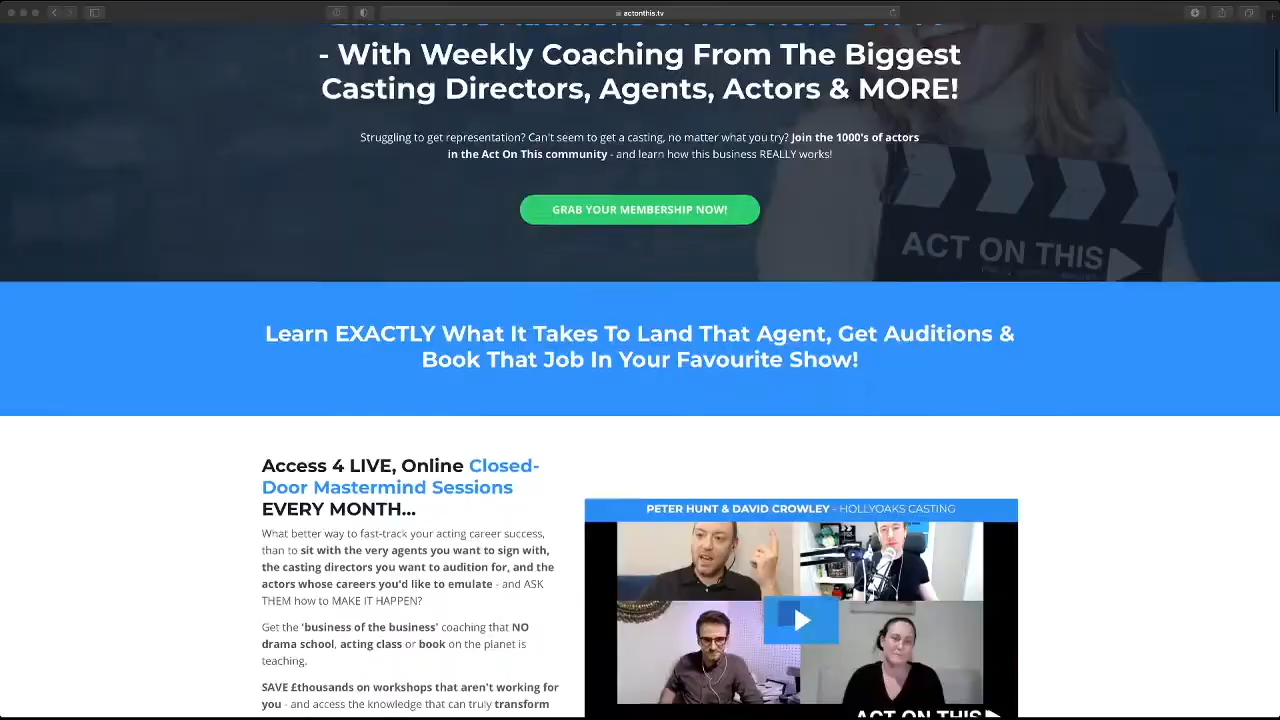 actonthis.tv
- With Weekly Coaching From The Biggest
Casting Directors, Agents, Actors & MORE!
Struggling to get representation? Can't seem to get a casting, no matter what you try? Join the 1000's of actors
in the Act On This community - and learn how this business REALLY works!
GRAB YOUR MEMBERSHIP NOW!
ACT ON THIS
Learn EXACTLY What It Takes To Land That Agent, Get Auditions &
Book That Job In Your Favourite Show!
Access 4 LIVE, Online Closed-
Door Mastermind Sessions
EVERY MONTH...
What better way to fast-track your acting career success,
than to sit with the very agents you want to sign with,
the casting directors you want to audition for, and the
actors whose careers you'd like to emulate - and ASK
THEM how to MAKE IT HAPPEN?
Get the 'business of the business' coaching that NO
drama school, acting class or book on the planet is
teaching.
SAVE £thousands on workshops that aren't working for
you - and access the knowledge that can truly transform
PETER HUNT & DAVID CROWLEY - HOLLYOAKS CASTING
ACT ON THIS